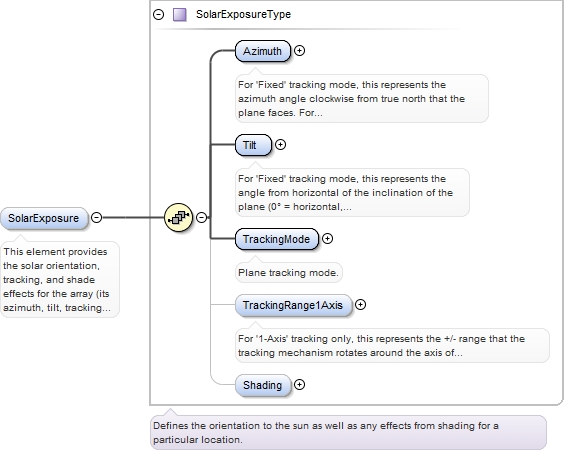 SolarExposureType
Azimuth
For 'Fixed' tracking mode, this represents the
azimuth angle clockwise from true north that the
plane faces. For...
Tilt
For 'Fixed' tracking mode, this represents the
angle from horizontal of the inclination of the
plane (0° = horizontal,...
SolarExposure
This element provides
the solar orientation,
tracking, and shade
effects for the array (its
azimuth, tilt, tracking...
TrackingMode
Plane tracking mode.
TrackingRange1Axis
For '1-Axis' tracking only, this represents the +/- range that the
tracking mechanism rotates around the axis of...
Shading
Defines the orientation to the sun as well as any effects from shading for a
particular location.